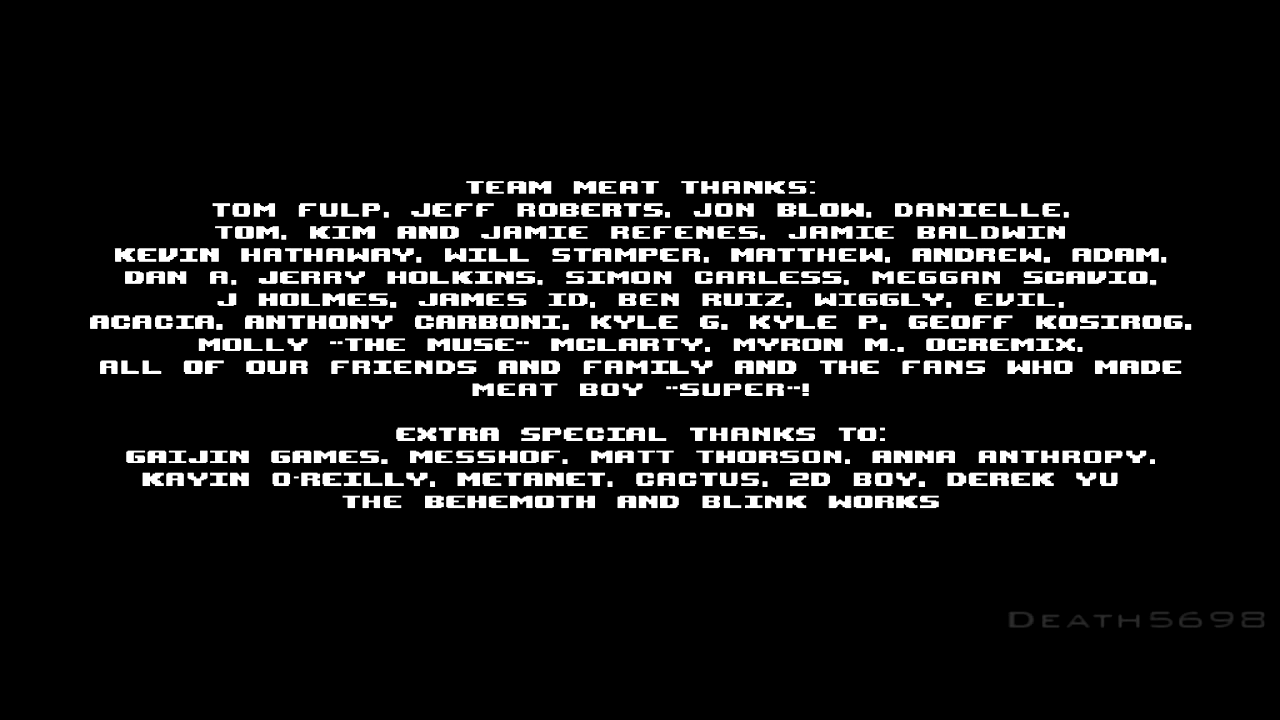 TEAM MEAT THANKS:
TOM FULP, JEFF ROBERTS, JON BLOW, DANIELLE,
TOM, KIM AND JAMIE REFENES, JAMIE BALDWIN
KEVIN HATHAWAY, WILL STAMPER, MATTHEW, ANDREW, ADAM,
DAN A, JERRY HOLKINS, SIMON CARLESS, MEGGAN SCAVIO,
J HOLMES, JAMES ID, BEN RUIZ, WIGGLY, EVIL,
ACACIA, ANTHONY CARBONI, KYLE G, KYLE P, GEOFF KOSIROG,
MOLLY "THE MUSE" MCLARTY, MYRON M., OCREMIX,
ALL OF OUR FRIENDS AND FAMILY AND THE FANS WHO MADE
MEAT BOY "SUPER"!
EXTRA SPECIAL THANKS TO:
GAIJIN GAMES, MESSHOF, MATT THORSON, ANNA ANTHROPY,
KAYIN O'REILLY, METANET, CACTUS, 2D BOY, DEREK YU
THE BEHEMOTH AND BLINK WORKS
DEATH5698